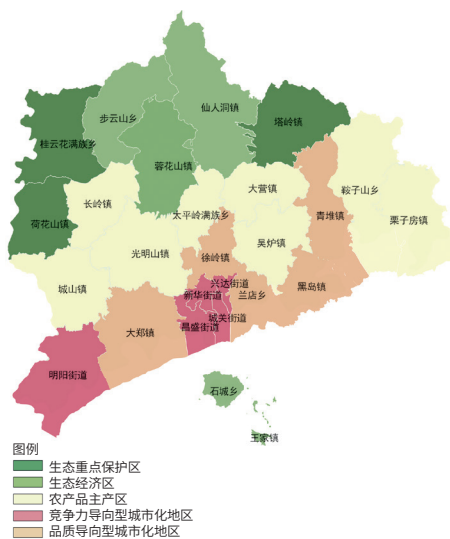 仙人洞镇
步云山乡
塔岭镇
桂云花满族乡
蓉花山镇
大营镇
鞍子山乡
长岭镇
太平岭满族乡
青堆镇
栗子房镇
荷花山镇
吴炉镇
光明山镇
徐岭镇
兴达街道
黑岛镇
城山镇
新华街道
兰店乡
城关街道
昌盛街道
大郑镇
明阳街道
石城乡
王家镇
图例
生态重点保护区
生态经济区
农产品主产区
竞争力导向型城市化地区
品质导向型城市化地区